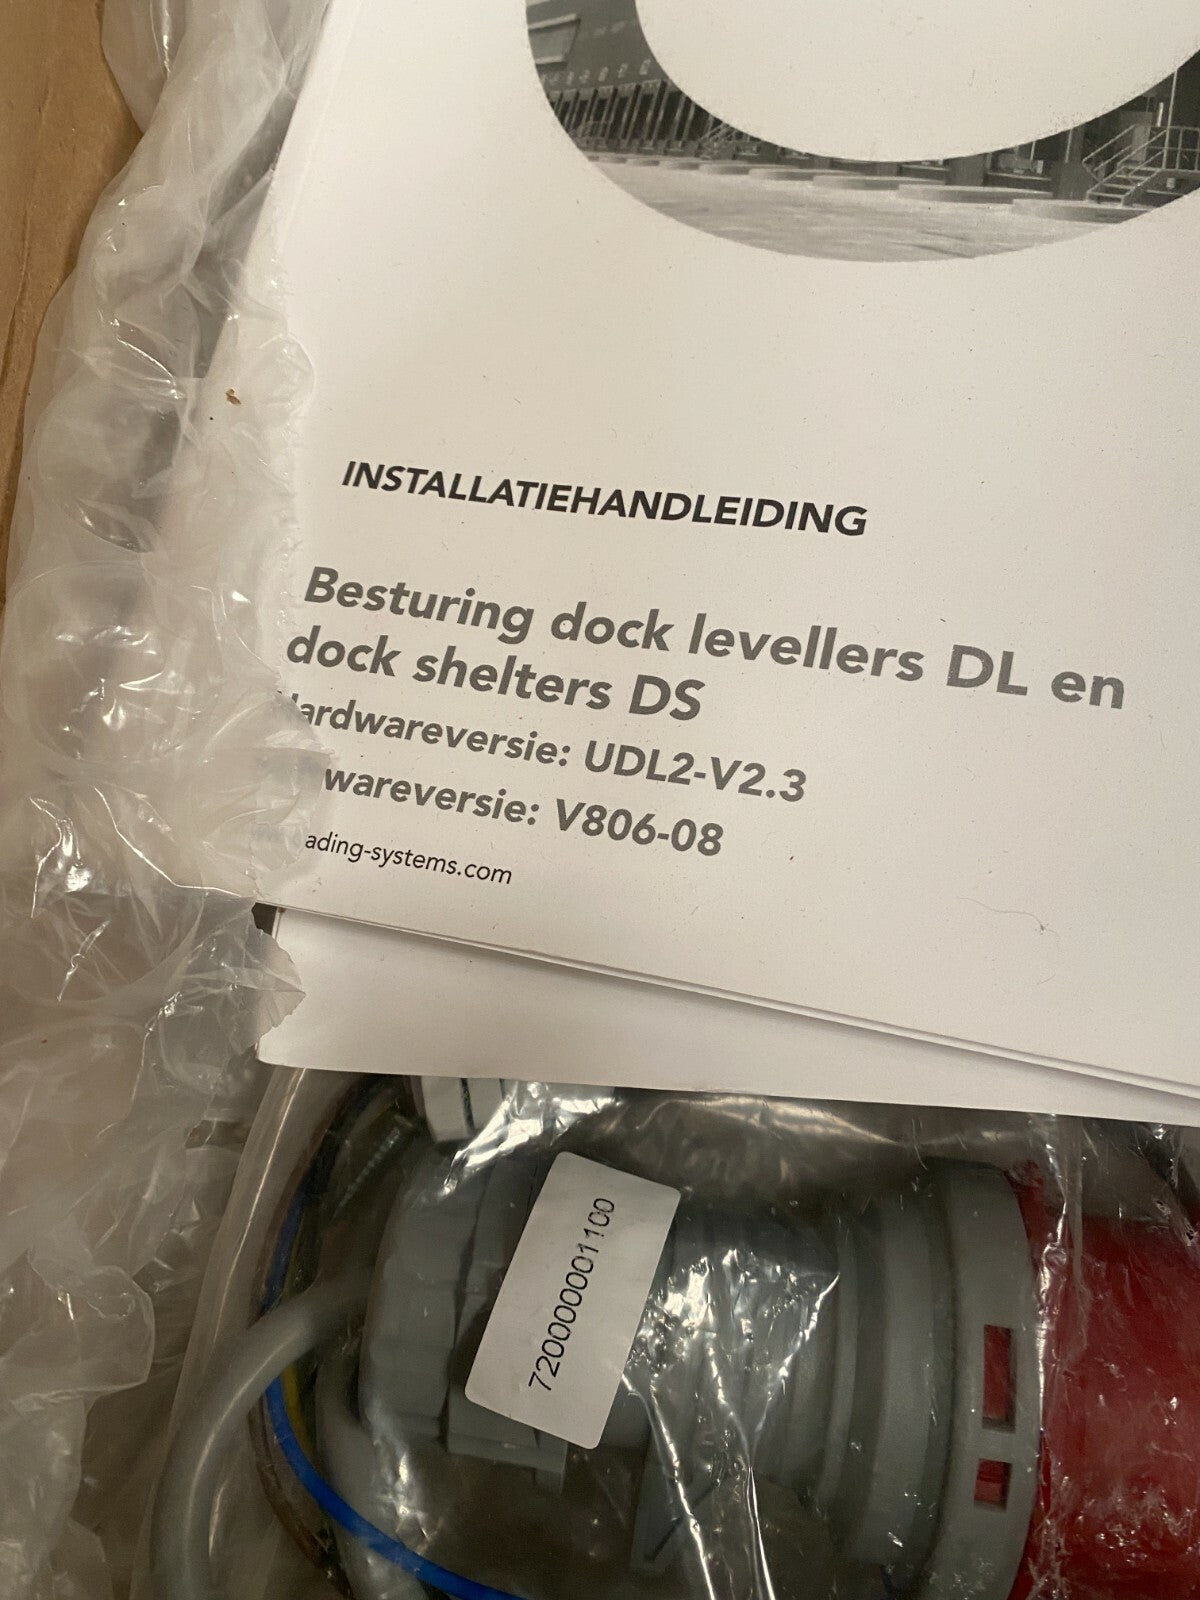 INSTALLATIEHANDLEIDING
Besturing dock levellers DL en
dock shelters DS
ardwareversie: UDL2-V2.3
wareversie: V806-08
ading-systems.com
720000001100